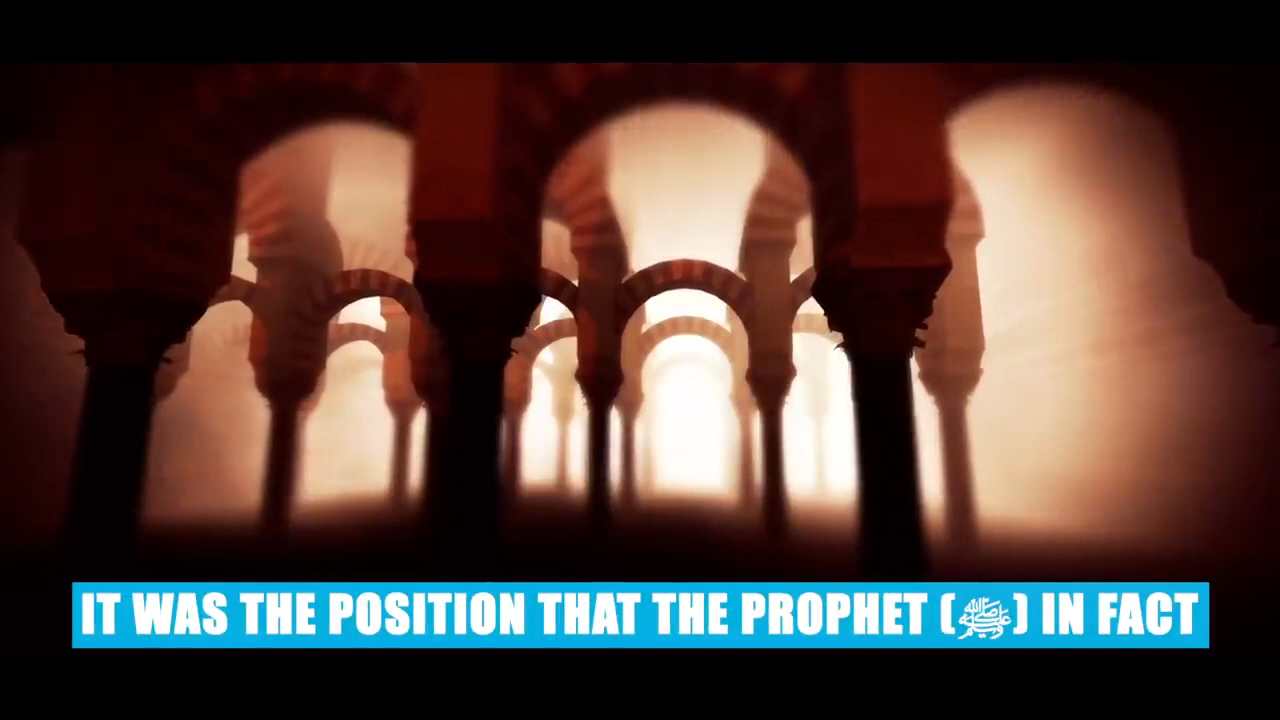 IT WAS THE POSITION THAT THE PROPHET (ﷺ) IN FACT